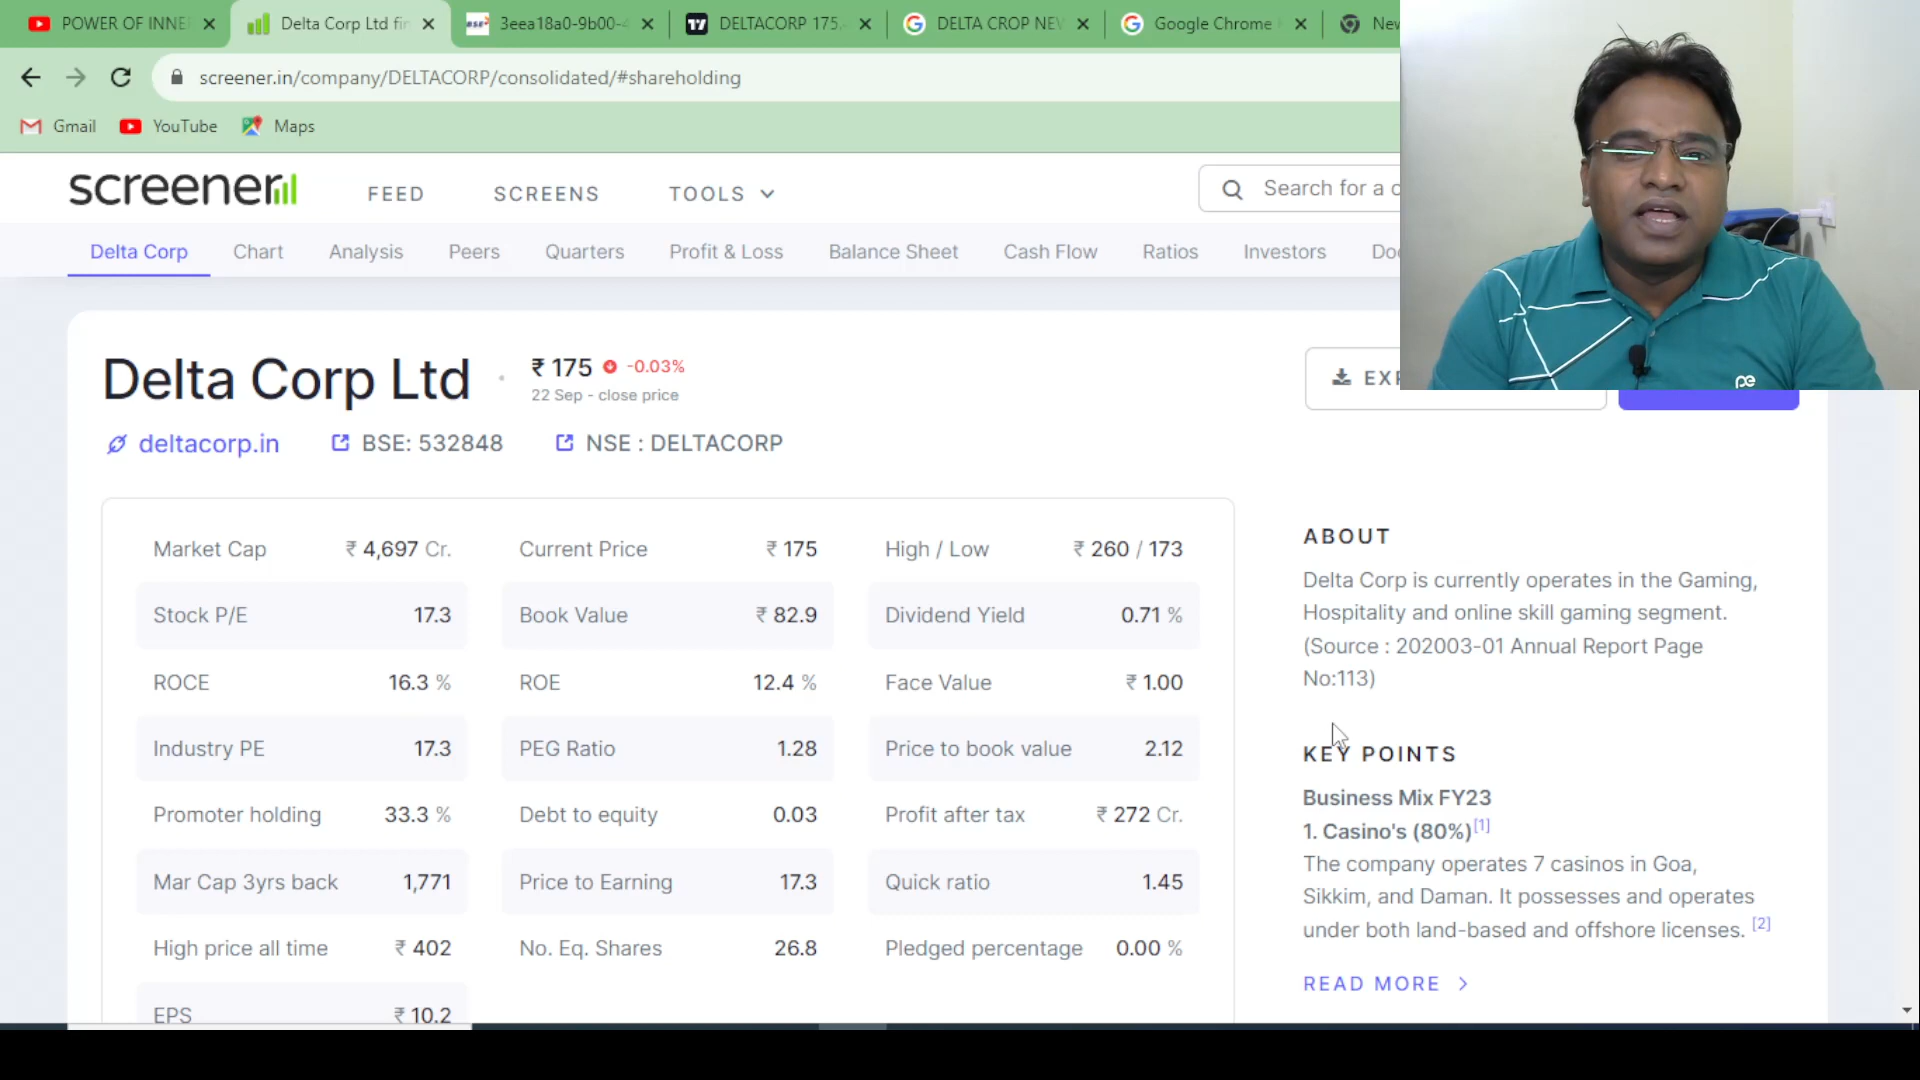 POWER OF INNE
Delta Corp Ltd fin
3eea18a0-9b00-4
DELTACORP 175.
DELTA CROP NEW
Google Chrome
New
screener.in/company/DELTACORP/consolidated/#shareholding
Gmail
YouTube
Maps
screener
FEED
SCREENS
TOOLS
Search for a c
Delta Corp
Chart
Analysis
Peers
Quarters
Profit & Loss
Balance Sheet
Cash Flow
Ratios
Investors
Do
Delta Corp Ltd
₹ 175 -0.03%
22 Sep - close price
EXP
deltacorp.in
BSE: 532848
NSE : DELTACORP
Market Cap ₹ 4,697 Cr.
Current Price ₹ 175
High / Low ₹ 260 / 173
Stock P/E 17.3
Book Value ₹ 82.9
Dividend Yield 0.71 %
ROCE 16.3 %
ROE 12.4 %
Face Value ₹ 1.00
Industry PE 17.3
PEG Ratio 1.28
Price to book value 2.12
Promoter holding 33.3 %
Debt to equity 0.03
Profit after tax ₹ 272 Cr.
Mar Cap 3yrs back 1,771
Price to Earning 17.3
Quick ratio 1.45
High price all time ₹ 402
No. Eq. Shares 26.8
Pledged percentage 0.00 %
EPS ₹ 10.2
ABOUT
Delta Corp is currently operates in the Gaming,
Hospitality and online skill gaming segment.
(Source : 202003-01 Annual Report Page
No:113)
KEY POINTS
Business Mix FY23
1. Casino's (80%)[1]
The company operates 7 casinos in Goa,
Sikkim, and Daman. It possesses and operates
under both land-based and offshore licenses. [2]
READ MORE